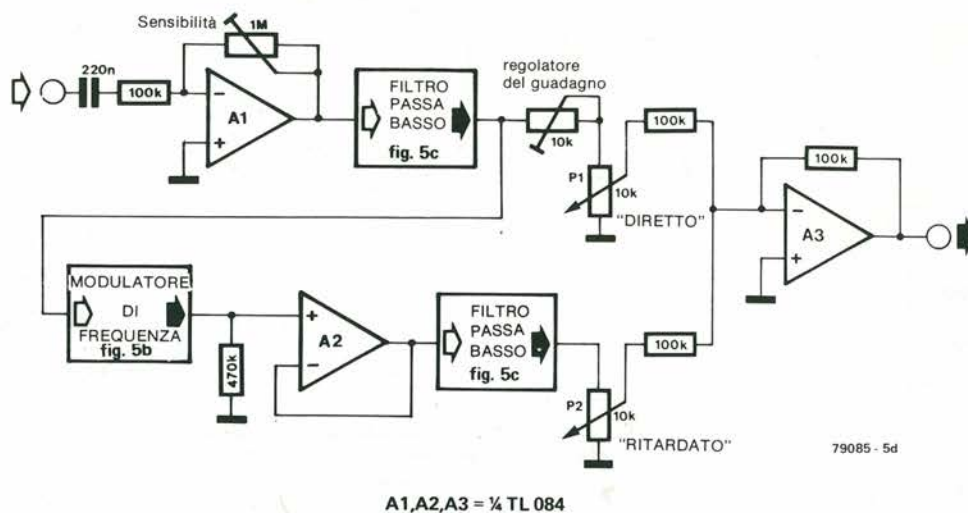 Sensibilità
1M
220n
100k
−
+
A1
FILTRO
PASSA
BASSO
fig. 5c
regolatore
del guadagno
10k
P1
10k
"DIRETTO"
100k
100k
−
+
A3
MODULATORE
DI
FREQUENZA
fig. 5b
470k
+
−
A2
FILTRO
PASSA
BASSO
fig. 5c
P2
10k
"RITARDATO"
100k
79085 - 5d
A1,A2,A3 = ¼ TL 084